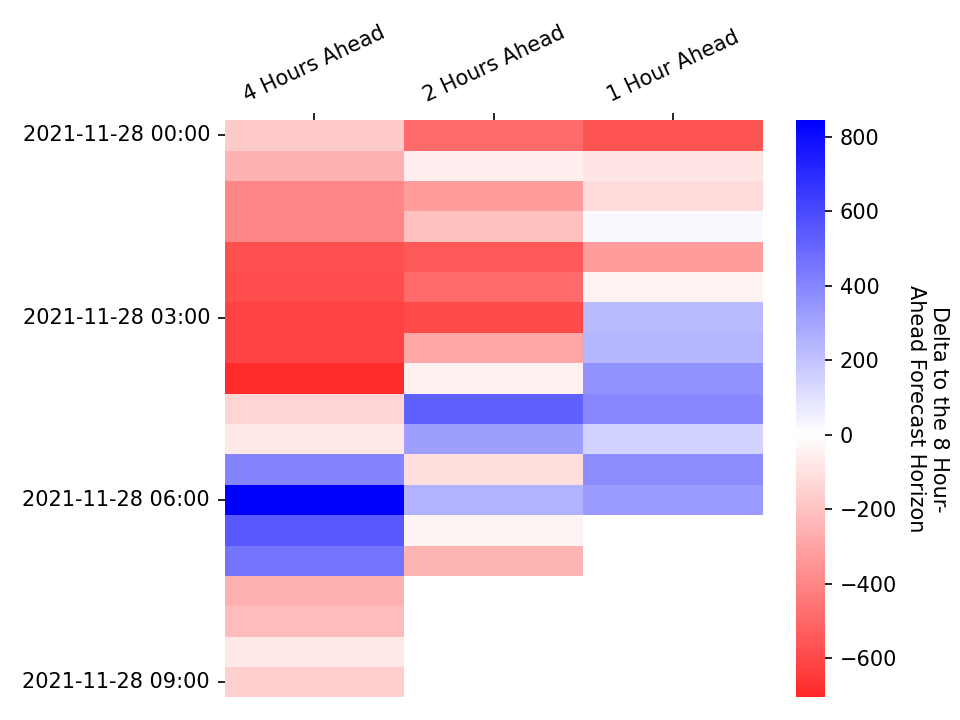 4 Hours Ahead
2 Hours Ahead
1 Hour Ahead
2021-11-28 00:00
2021-11-28 03:00
2021-11-28 06:00
2021-11-28 09:00
800
600
400
200
0
−200
−400
−600
Delta to the 8 Hour-
Ahead Forecast Horizon